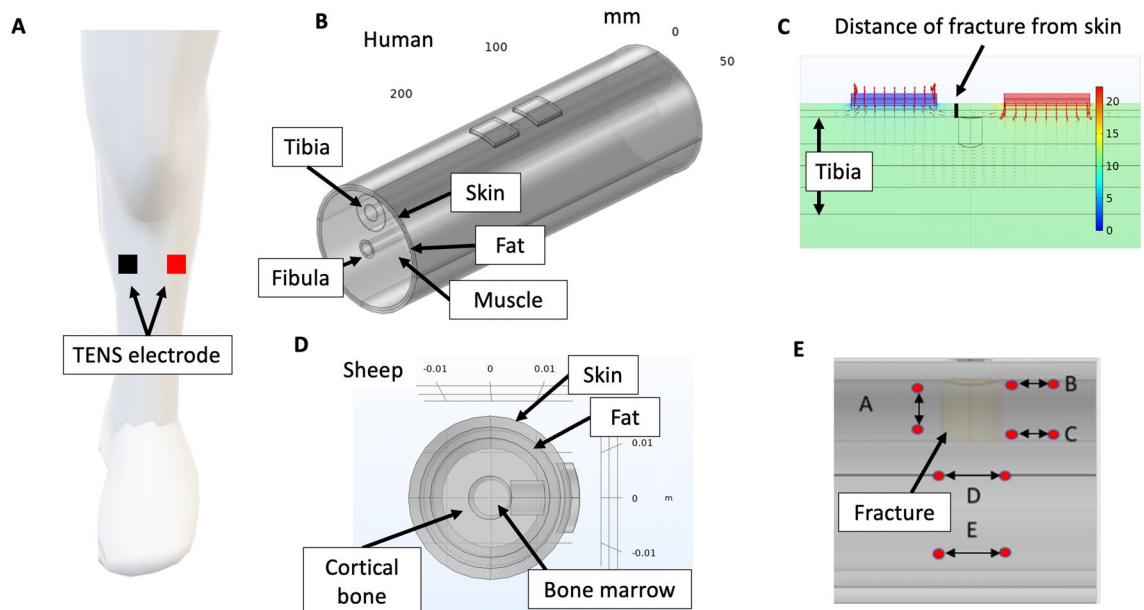 A
TENS electrode
B
Human
mm
0
50
100
200
Tibia
Skin
Fat
Fibula
Muscle
C
Distance of fracture from skin
Tibia
20
15
10
5
0
D
Sheep
-0.01
0
0.01
Skin
Fat
0.01
0
m
-0.01
Cortical
bone
Bone marrow
E
A
B
C
D
E
Fracture